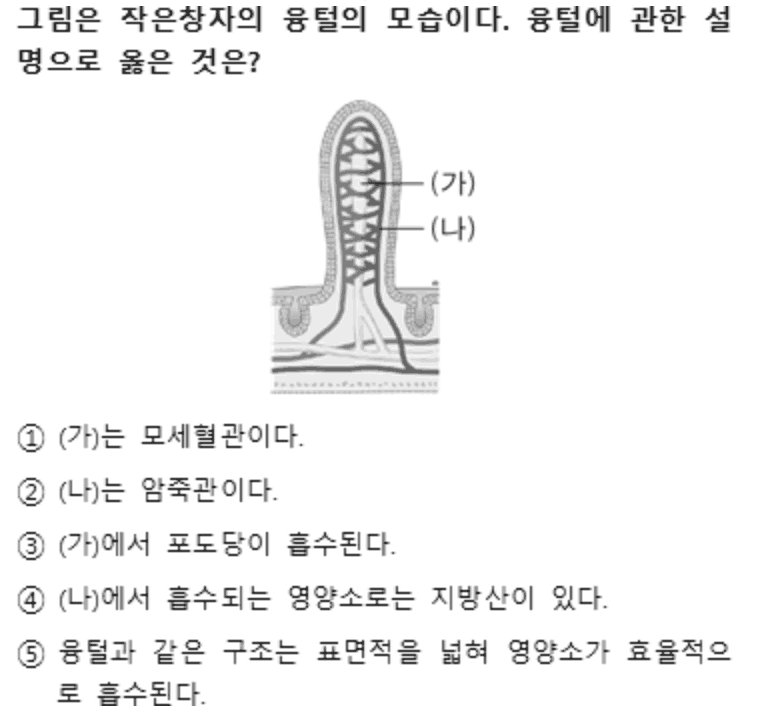 그림은 작은창자의 융털의 모습이다. 융털에 관한 설
명으로 옳은 것은?
(가)
(나)
① (가)는 모세혈관이다.
② (나)는 암죽관이다.
③ (가)에서 포도당이 흡수된다.
④ (나)에서 흡수되는 영양소로는 지방산이 있다.
⑤ 융털과 같은 구조는 표면적을 넓혀 영양소가 효율적으
로 흡수된다.